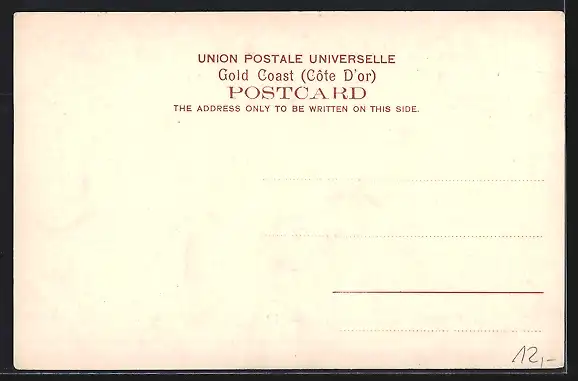 UNION POSTALE UNIVERSELLE
Gold Coast (Côte D'or)
POSTCARD
THE ADDRESS ONLY TO BE WRITTEN ON THIS SIDE.
12,-